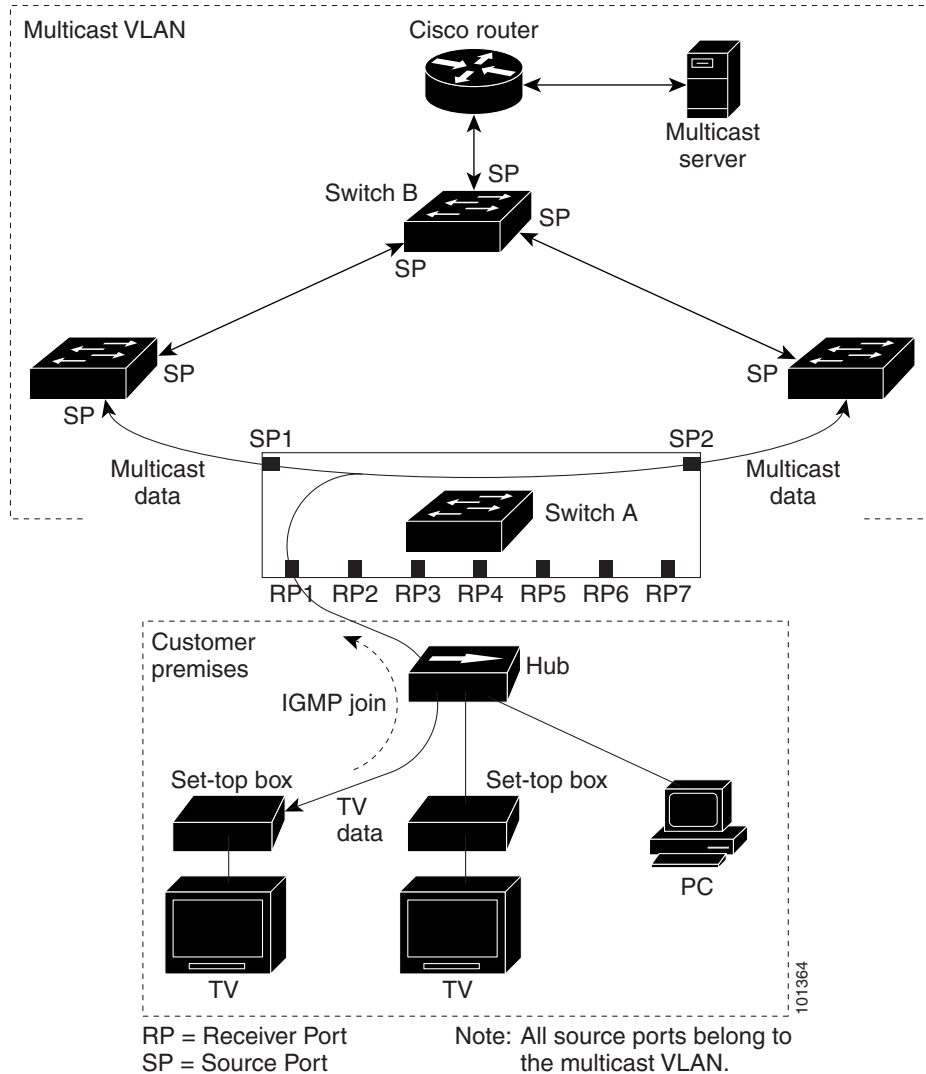 Multicast VLAN
Cisco router
Multicast
server
SP
Switch B
SP
SP
SP
SP
SP
SP1
SP2
Multicast
data
Multicast
data
Switch A
RP1 RP2 RP3 RP4 RP5 RP6 RP7
Customer
premises
Hub
IGMP join
Set-top box
Set-top box
TV
data
PC
TV
TV
101364
RP = Receiver Port
SP = Source Port
Note: All source ports belong to
the multicast VLAN.